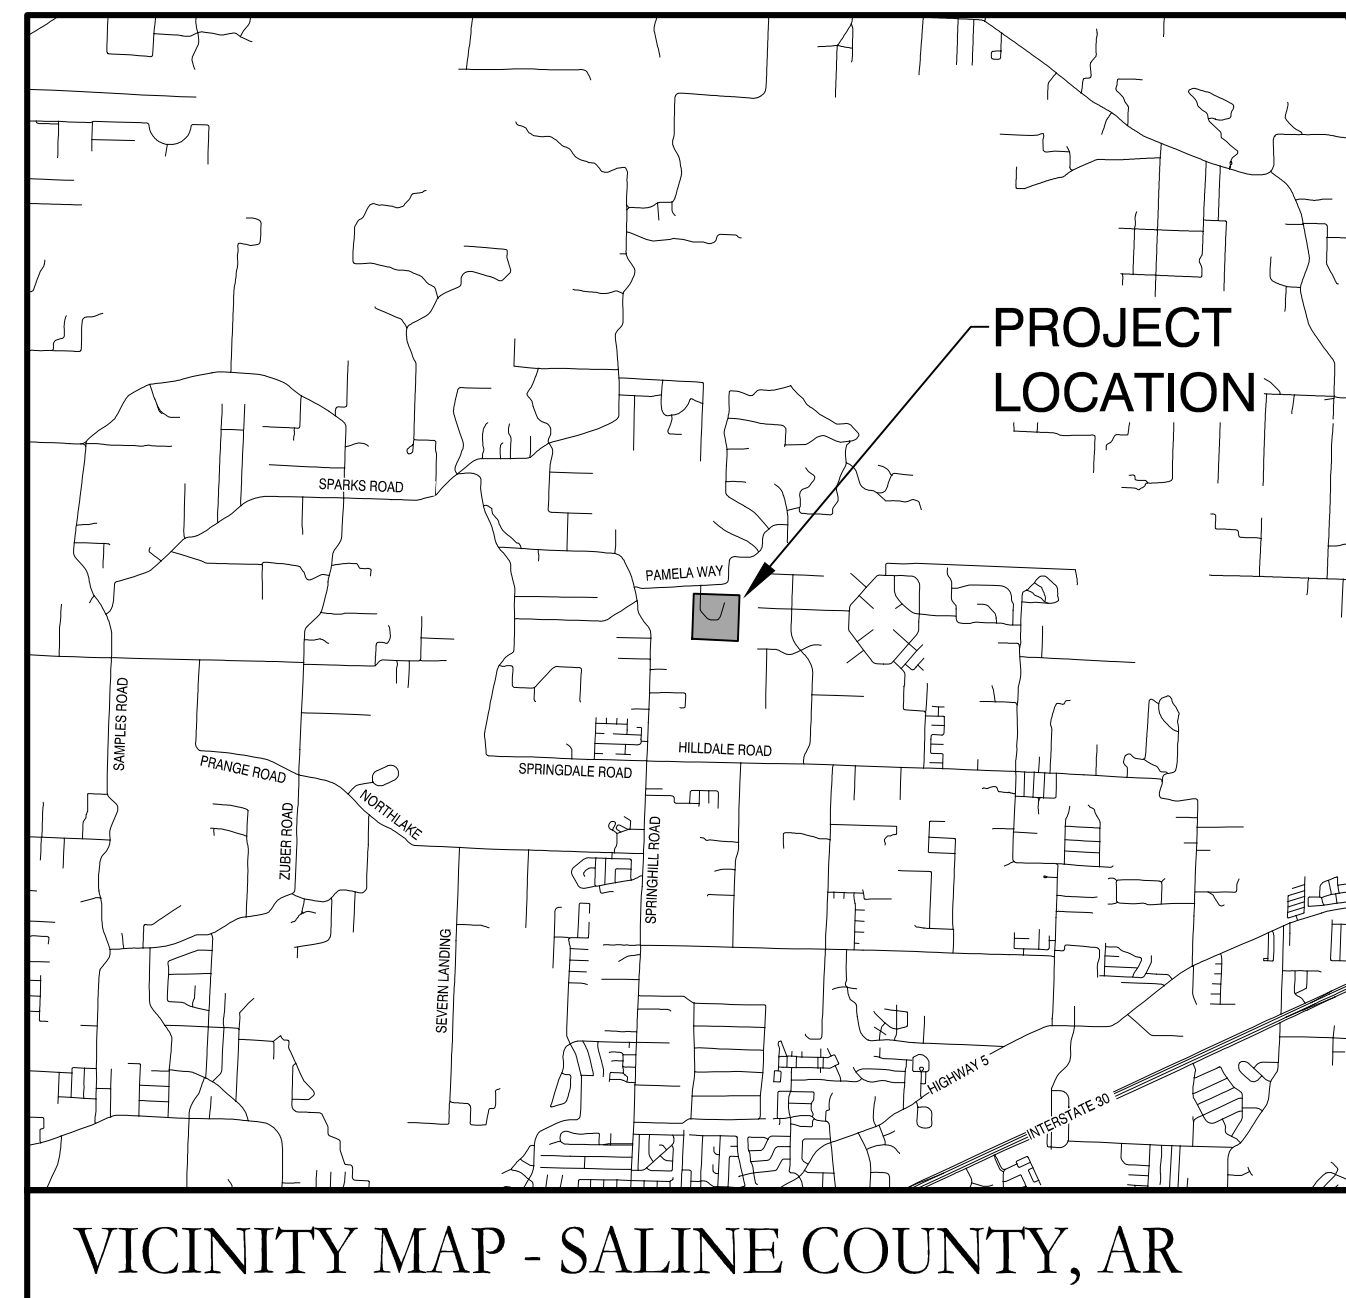 PROJECT
LOCATION
SPARKS ROAD
PAMELA WAY
SAMPLES ROAD
PRANGE ROAD
HILLDALE ROAD
SPRINGDALE ROAD
NORTHLAKE
ZUBER ROAD
SPRINGHILL ROAD
SEVERN LANDING
HIGHWAY 5
INTERSTATE 30
VICINITY MAP - SALINE COUNTY, AR